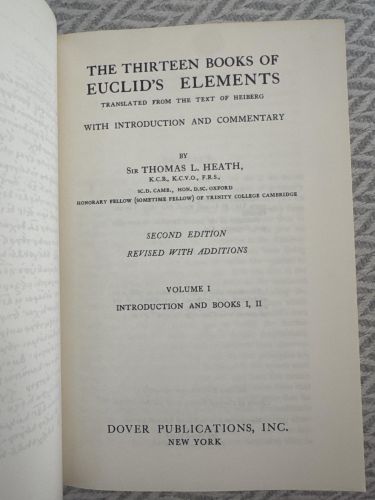 THE THIRTEEN BOOKS OF
EUCLID'S ELEMENTS
TRANSLATED FROM THE TEXT OF HEIBERG
WITH INTRODUCTION AND COMMENTARY
BY
SIR THOMAS L. HEATH,
K.C.B., K.C.V.O., F.R.S.,
SC.D. CAMB., HON. D.SC. OXFORD
HONORARY FELLOW (SOMETIME FELLOW) OF TRINITY COLLEGE CAMBRIDGE
SECOND EDITION
REVISED WITH ADDITIONS
VOLUME I
INTRODUCTION AND BOOKS I, II
DOVER PUBLICATIONS, INC.
NEW YORK